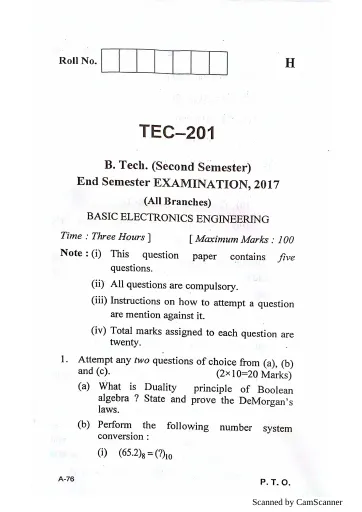 Roll No. H
TEC–201
B. Tech. (Second Semester)
End Semester EXAMINATION, 2017
(All Branches)
BASIC ELECTRONICS ENGINEERING
Time : Three Hours ] [ Maximum Marks : 100
Note : (i) This question paper contains five
questions.
(ii) All questions are compulsory.
(iii) Instructions on how to attempt a question
are mention against it.
(iv) Total marks assigned to each question are
twenty.
1. Attempt any two questions of choice from (a), (b)
and (c). (2×10=20 Marks)
(a) What is Duality principle of Boolean
algebra ? State and prove the DeMorgan's
laws.
(b) Perform the following number system
conversion :
(i) (65.2)₈ = (?)₁₀
A-76 P. T. O.
Scanned by CamScanner